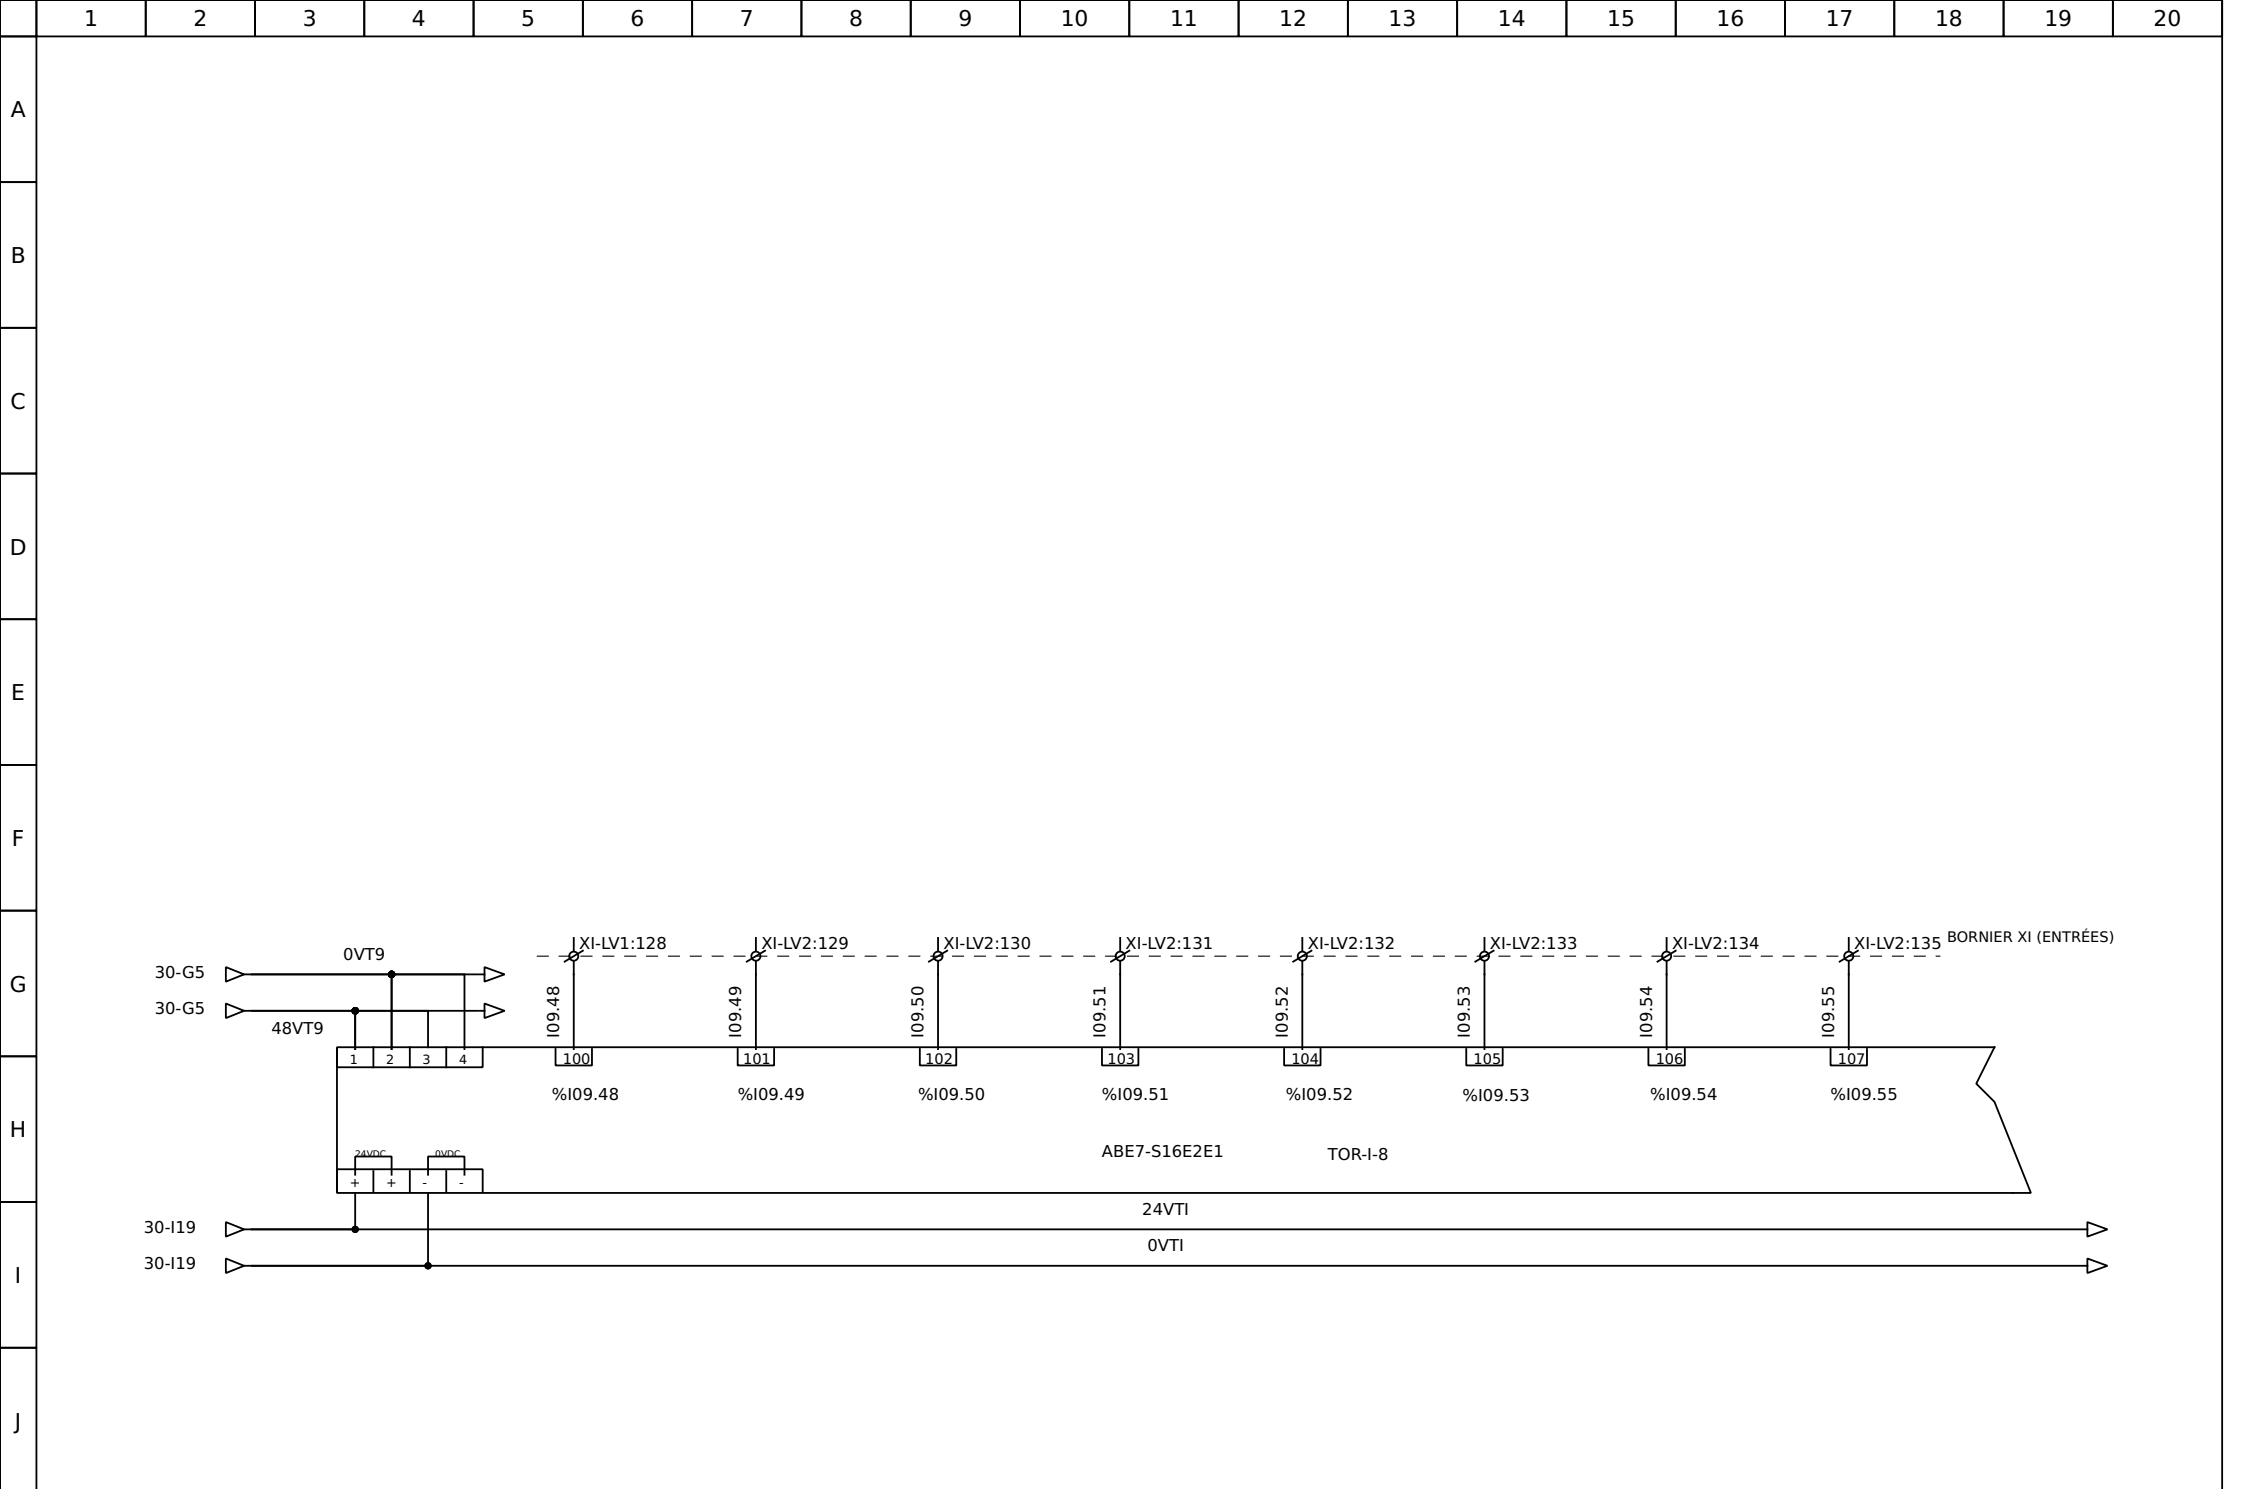 1 2 3 4 5 6 7 8 9 10 11 12 13 14 15 16 17 18 19 20
A
B
C
D
E
F
G
H
I
J
XI-LV1:128 XI-LV2:129 XI-LV2:130 XI-LV2:131 XI-LV2:132 XI-LV2:133 XI-LV2:134 XI-LV2:135 BORNIER XI (ENTRÉES)
0VT9
30-G5
30-G5
48VT9
I09.48 I09.49 I09.50 I09.51 I09.52 I09.53 I09.54 I09.55
1 2 3 4 100 101 102 103 104 105 106 107
%I09.48 %I09.49 %I09.50 %I09.51 %I09.52 %I09.53 %I09.54 %I09.55
24VDC 0VDC ABE7-S16E2E1 TOR-I-8
+ + - -
24VTI
30-I19
0VTI
30-I19